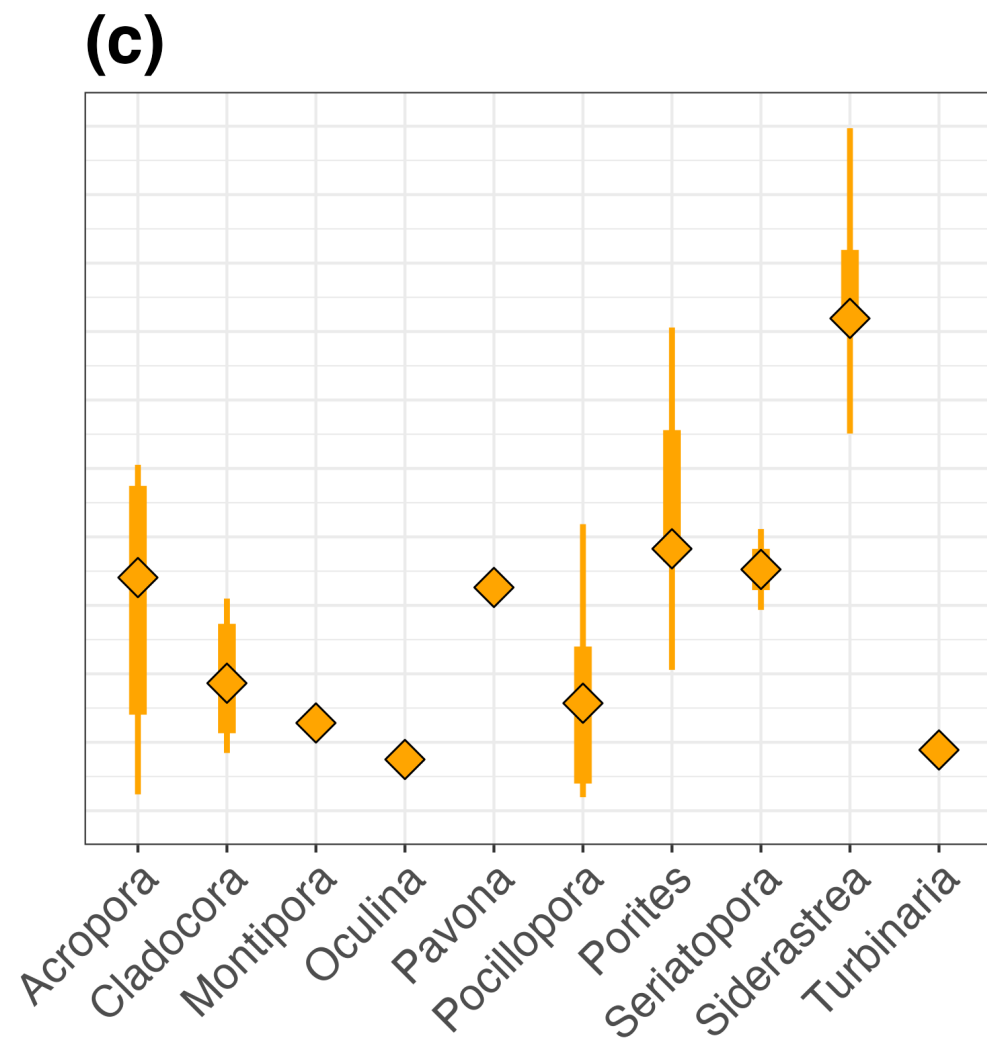 (c)
Acropora
Cladocora
Montipora
Oculina
Pavona
Pocillopora
Porites
Seriatopora
Siderastrea
Turbinaria